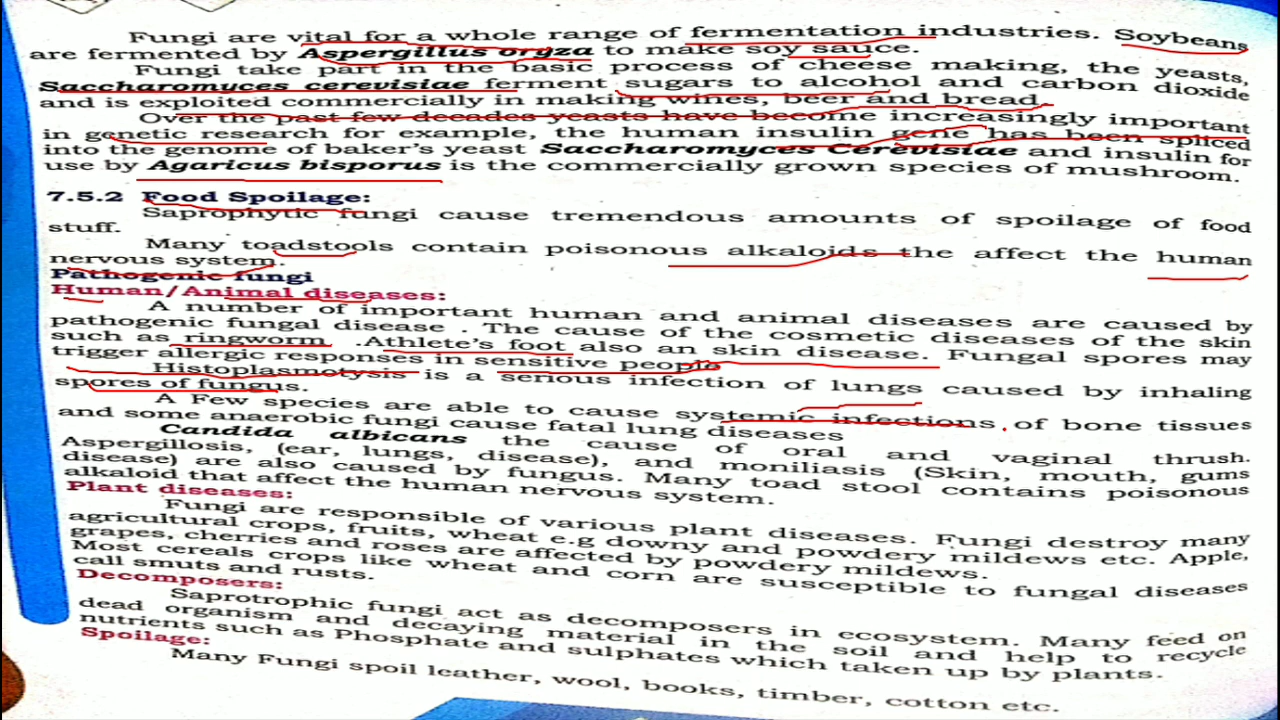 Fungi are vital for a whole range of fermentation industries. Soybeans
are fermented by Aspergillus oryza to make soy sauce.
Fungi take part in the basic process of cheese making, the yeasts,
Saccharomyces cerevisiae ferment sugars to alcohol and carbon dioxide
and is exploited commercially in making wines, beer and bread.
Over the past few decades yeasts have become increasingly important
in genetic research for example, the human insulin gene has been spliced
into the genome of baker's yeast Saccharomyces Cerevisiae and insulin for
use by Agaricus bisporus is the commercially grown species of mushroom.
7.5.2 Food Spoilage:
Saprophytic fungi cause tremendous amounts of spoilage of food
stuff.
Many toadstools contain poisonous alkaloids the affect the human
nervous system.
Pathogenic fungi
Human/Animal diseases:
A number of important human and animal diseases are caused by
pathogenic fungal disease . The cause of the cosmetic diseases of the skin
such as ringworm .Athlete's foot also an skin disease. Fungal spores may
trigger allergic responses in sensitive people
Histoplasmotysis is a serious infection of lungs caused by inhaling
spores of fungus.
A Few species are able to cause systemic infections of bone tissues
and some anaerobic fungi cause fatal lung diseases
Candida albicans the cause of oral and vaginal thrush.
Aspergillosis, (ear, lungs, disease), and moniliasis (Skin, mouth, gums
disease) are also caused by fungus. Many toad stool contains poisonous
alkaloid that affect the human nervous system.
Plant diseases:
Fungi are responsible of various plant diseases. Fungi destroy many
agricultural crops, fruits, wheat e.g downy and powdery mildews etc. Apple,
grapes, cherries and roses are affected by powdery mildews.
Most cereals crops like wheat and corn are susceptible to fungal diseases
call smuts and rusts.
Decomposers:
Saprotrophic fungi act as decomposers in ecosystem. Many feed on
dead organism and decaying material in the soil and help to recycle
nutrients such as Phosphate and sulphates which taken up by plants.
Spoilage:
Many Fungi spoil leather, wool, books, timber, cotton etc.